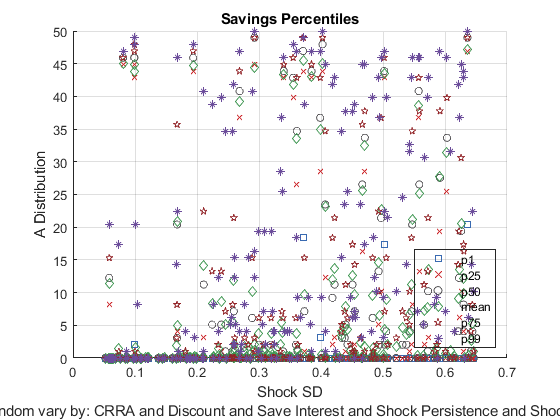 Savings Percentiles
50
45
40
35
30
25
20
15
10
5
0
A Distribution
p1
p25
p50
mean
p75
p99
0
0.1
0.2
0.3
0.4
0.5
0.6
0.7
Shock SD
ndom vary by: CRRA and Discount and Save Interest and Shock Persistence and Sho